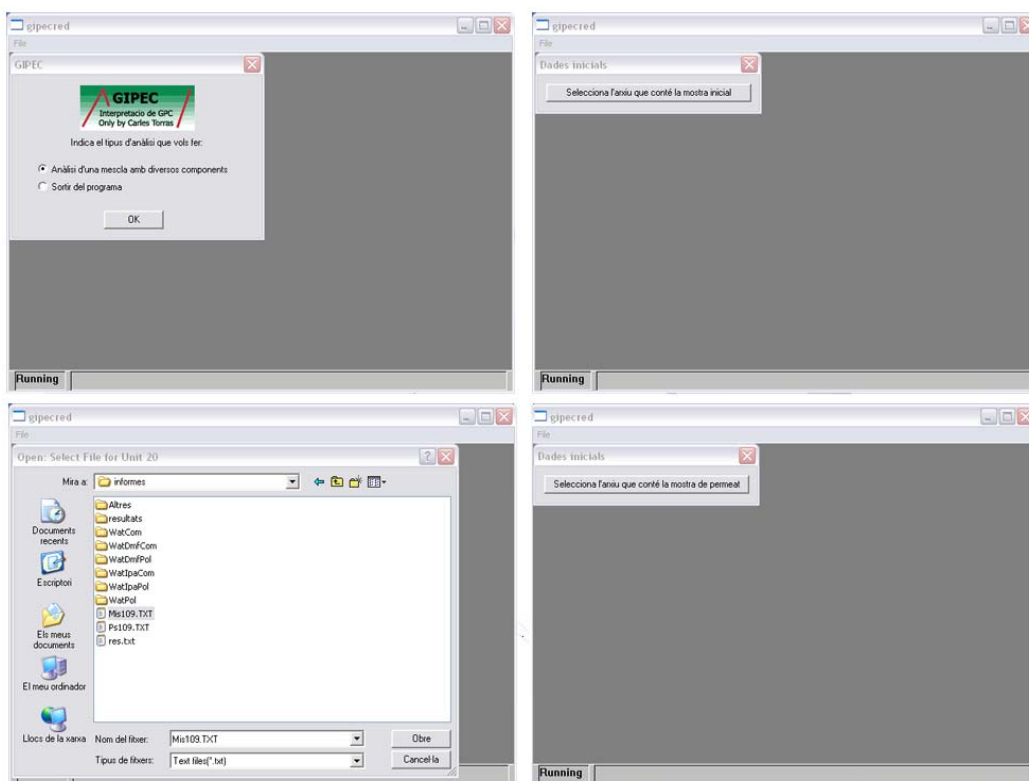 gipecred
File
GIPEC
GIPEC
Interpretacio de GPC
Only by Carles Torras
Indica el tipus d'anàlisi que vols fer:
Anàlisi d'una mescla amb diversos components
Sortir del programa
OK
Running
gipecred
File
Dades inicials
Selecciona l'arxiu que conté la mostra inicial
Running
gipecred
File
Open: Select File for Unit 20
Mira a: informes
Documents recents
Escriptori
Els meus documents
El meu ordinador
Llocs de la xarxa
Altres
resultats
WatCom
WatDmfCom
WatDmfPol
WatIpaCom
WatIpaPol
WatPol
Mis109.TXT
Ps109.TXT
res.txt
Nom del fitxer: Mis109.TXT Obre
Tipus de fitxers: Text files(*.txt) Cancel·la
gipecred
File
Dades inicials
Selecciona l'arxiu que conté la mostra de permeat
Running